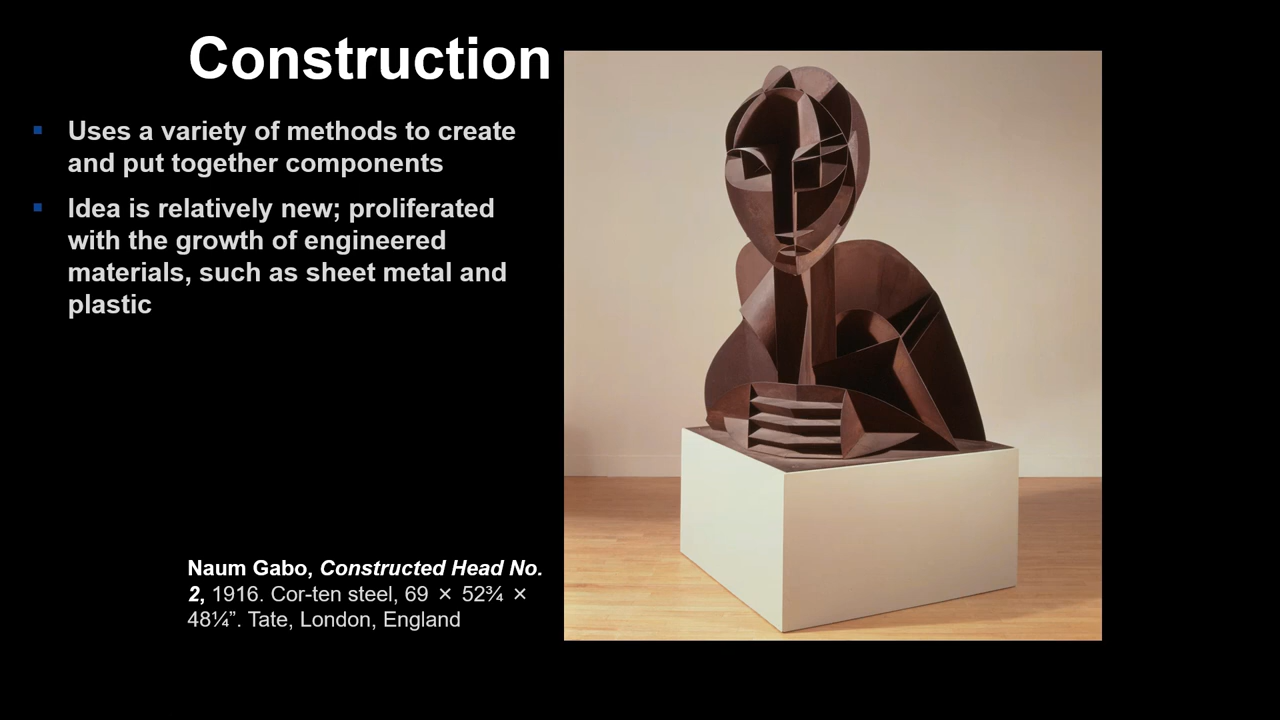 Construction
Uses a variety of methods to create
and put together components
Idea is relatively new; proliferated
with the growth of engineered
materials, such as sheet metal and
plastic
Naum Gabo, Constructed Head No.
2, 1916. Cor-ten steel, 69 × 52¾ ×
48¼”. Tate, London, England